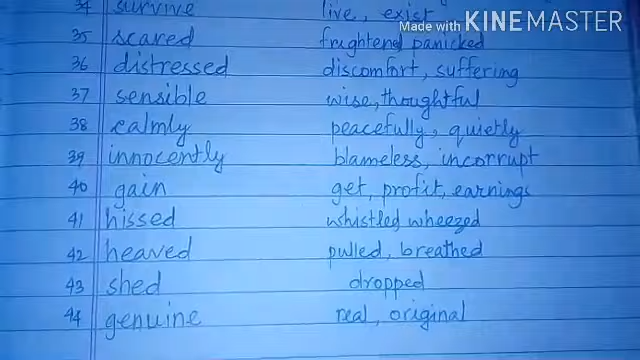 34 survive live, exist
Made with KINEMASTER
35 scared frughtened panicked
36 distressed discomfort, suffering
37 sensible wise, thoughtful
38 calmly peacefully, quietly
39 innocently blameless, incorrupt
40 gain get, profit, earnings
41 hissed whistled wheezed
42 heaved pulled, breathed
43 shed dropped
44 genuine real, original